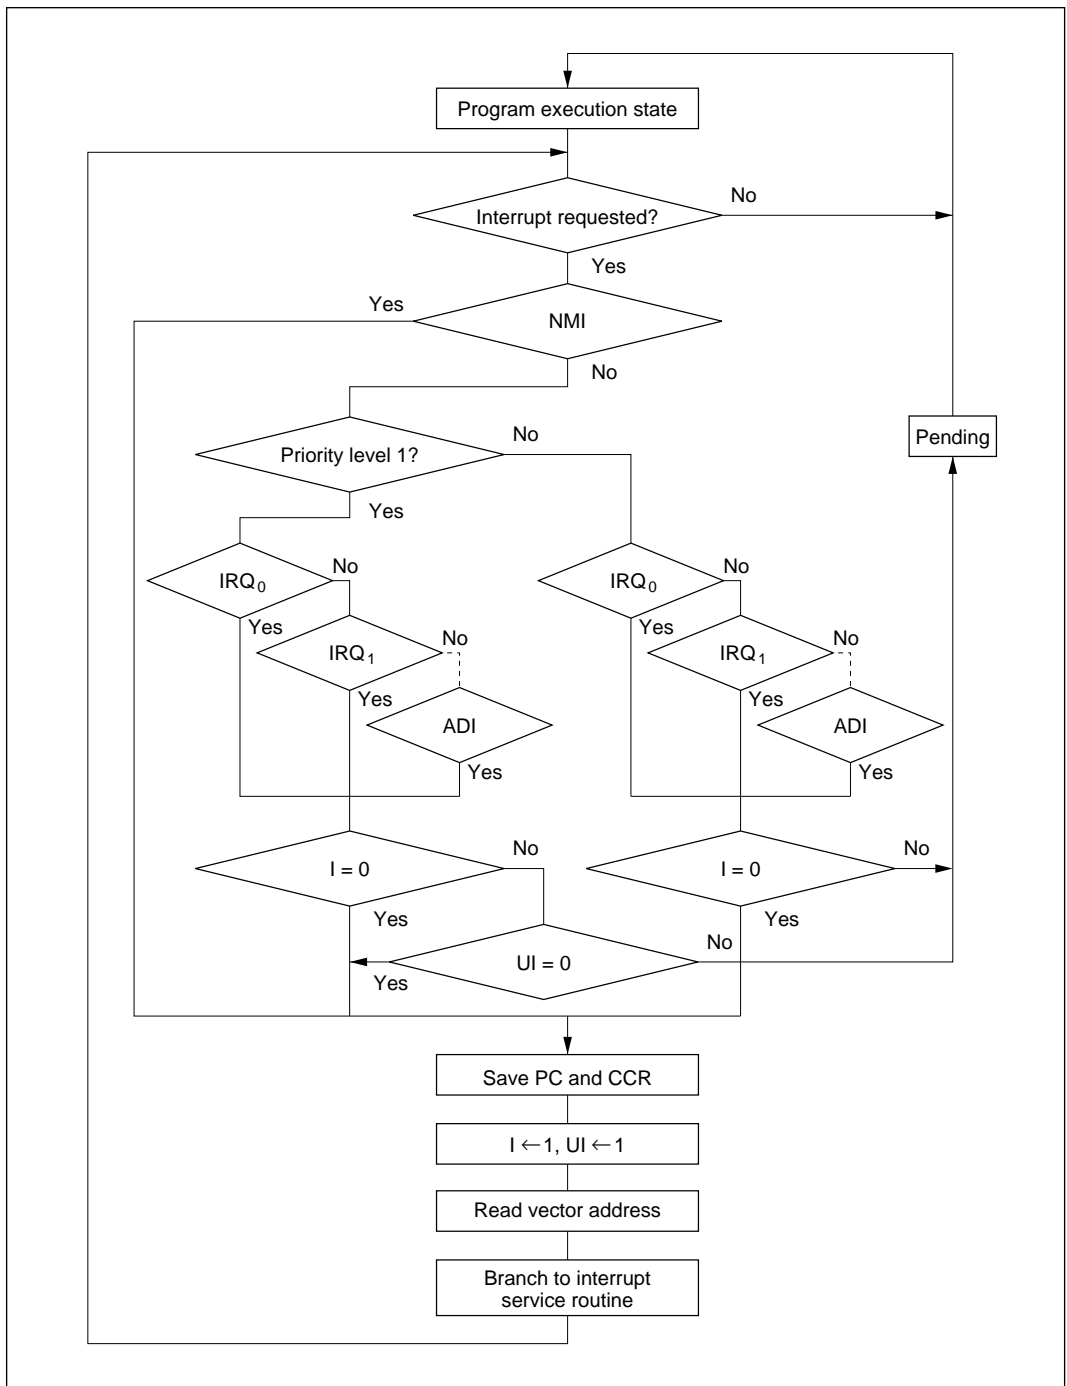 Program execution state
No
Interrupt requested?
Yes
Yes
NMI
No
Pending
No
Priority level 1?
Yes
No
No
IRQ0
IRQ0
Yes
No
Yes
No
IRQ1
IRQ1
Yes
Yes
ADI
ADI
Yes
Yes
No
No
I = 0
I = 0
Yes
Yes
No
UI = 0
Yes
Save PC and CCR
I ←1, UI ←1
Read vector address
Branch to interrupt
service routine